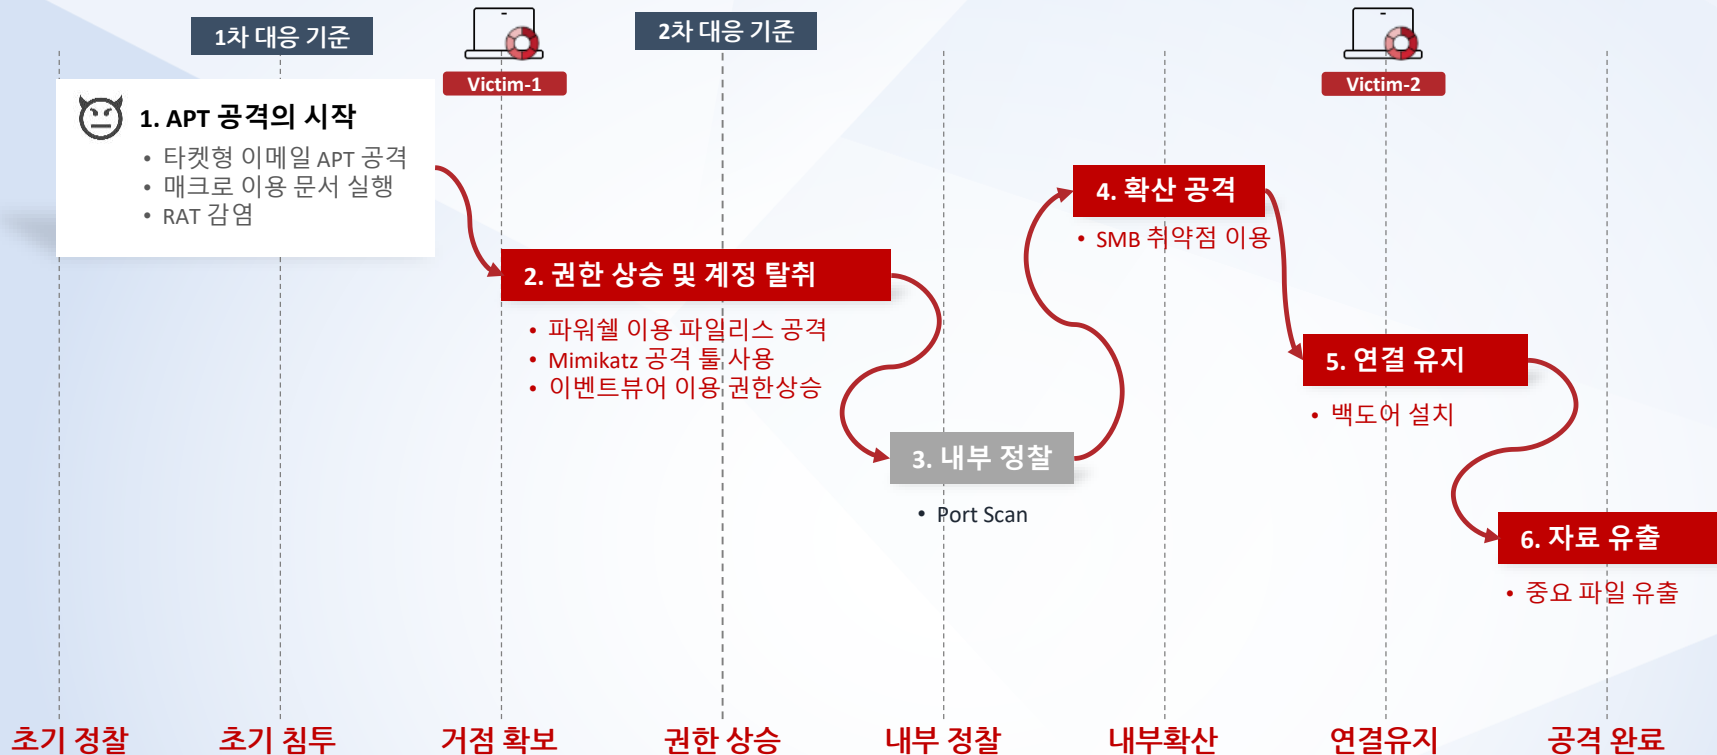 1차 대응 기준
2차 대응 기준
Victim-1
Victim-2
1. APT 공격의 시작
• 타켓형 이메일 APT 공격
• 매크로 이용 문서 실행
• RAT 감염
2. 권한 상승 및 계정 탈취
• 파워쉘 이용 파일리스 공격
• Mimikatz 공격 툴 사용
• 이벤트뷰어 이용 권한상승
3. 내부 정찰
• Port Scan
4. 확산 공격
• SMB 취약점 이용
5. 연결 유지
• 백도어 설치
6. 자료 유출
• 중요 파일 유출
초기 정찰
초기 침투
거점 확보
권한 상승
내부 정찰
내부확산
연결유지
공격 완료